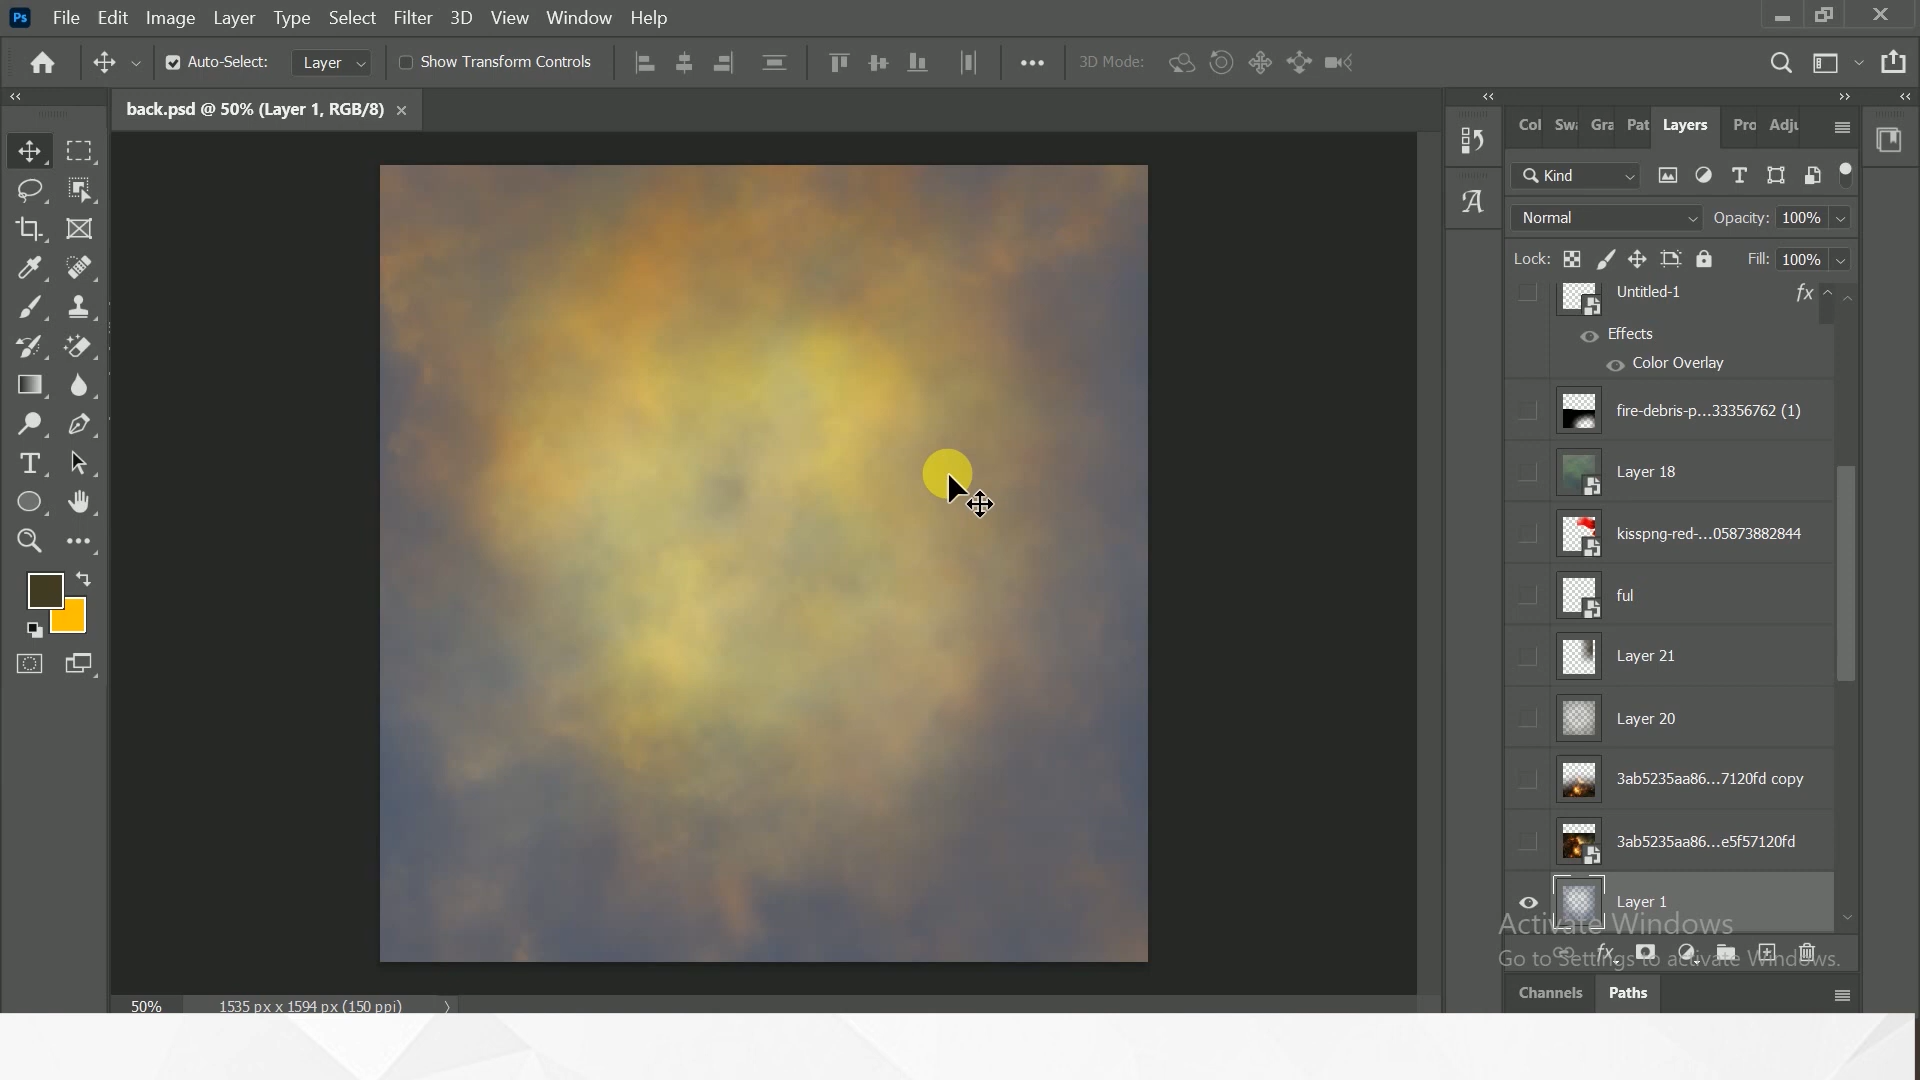 Ps File Edit Image Layer Type Select Filter 3D View Window Help
Auto-Select: Layer Show Transform Controls 3D Mode:
back.psd @ 50% (Layer 1, RGB/8)
Col Swa Gra Pat Layers Pro Adju
Kind
Normal Opacity: 100%
Lock: Fill: 100%
Untitled-1 fx
Effects
Color Overlay
fire-debris-p...33356762 (1)
Layer 18
kisspng-red-...05873882844
ful
Layer 21
Layer 20
3ab5235aa86...7120fd copy
3ab5235aa86...e5f57120fd
Layer 1
Activate Windows
Go to Settings to activate Windows.
Channels Paths
50% 1535 px x 1594 px (150 ppi)